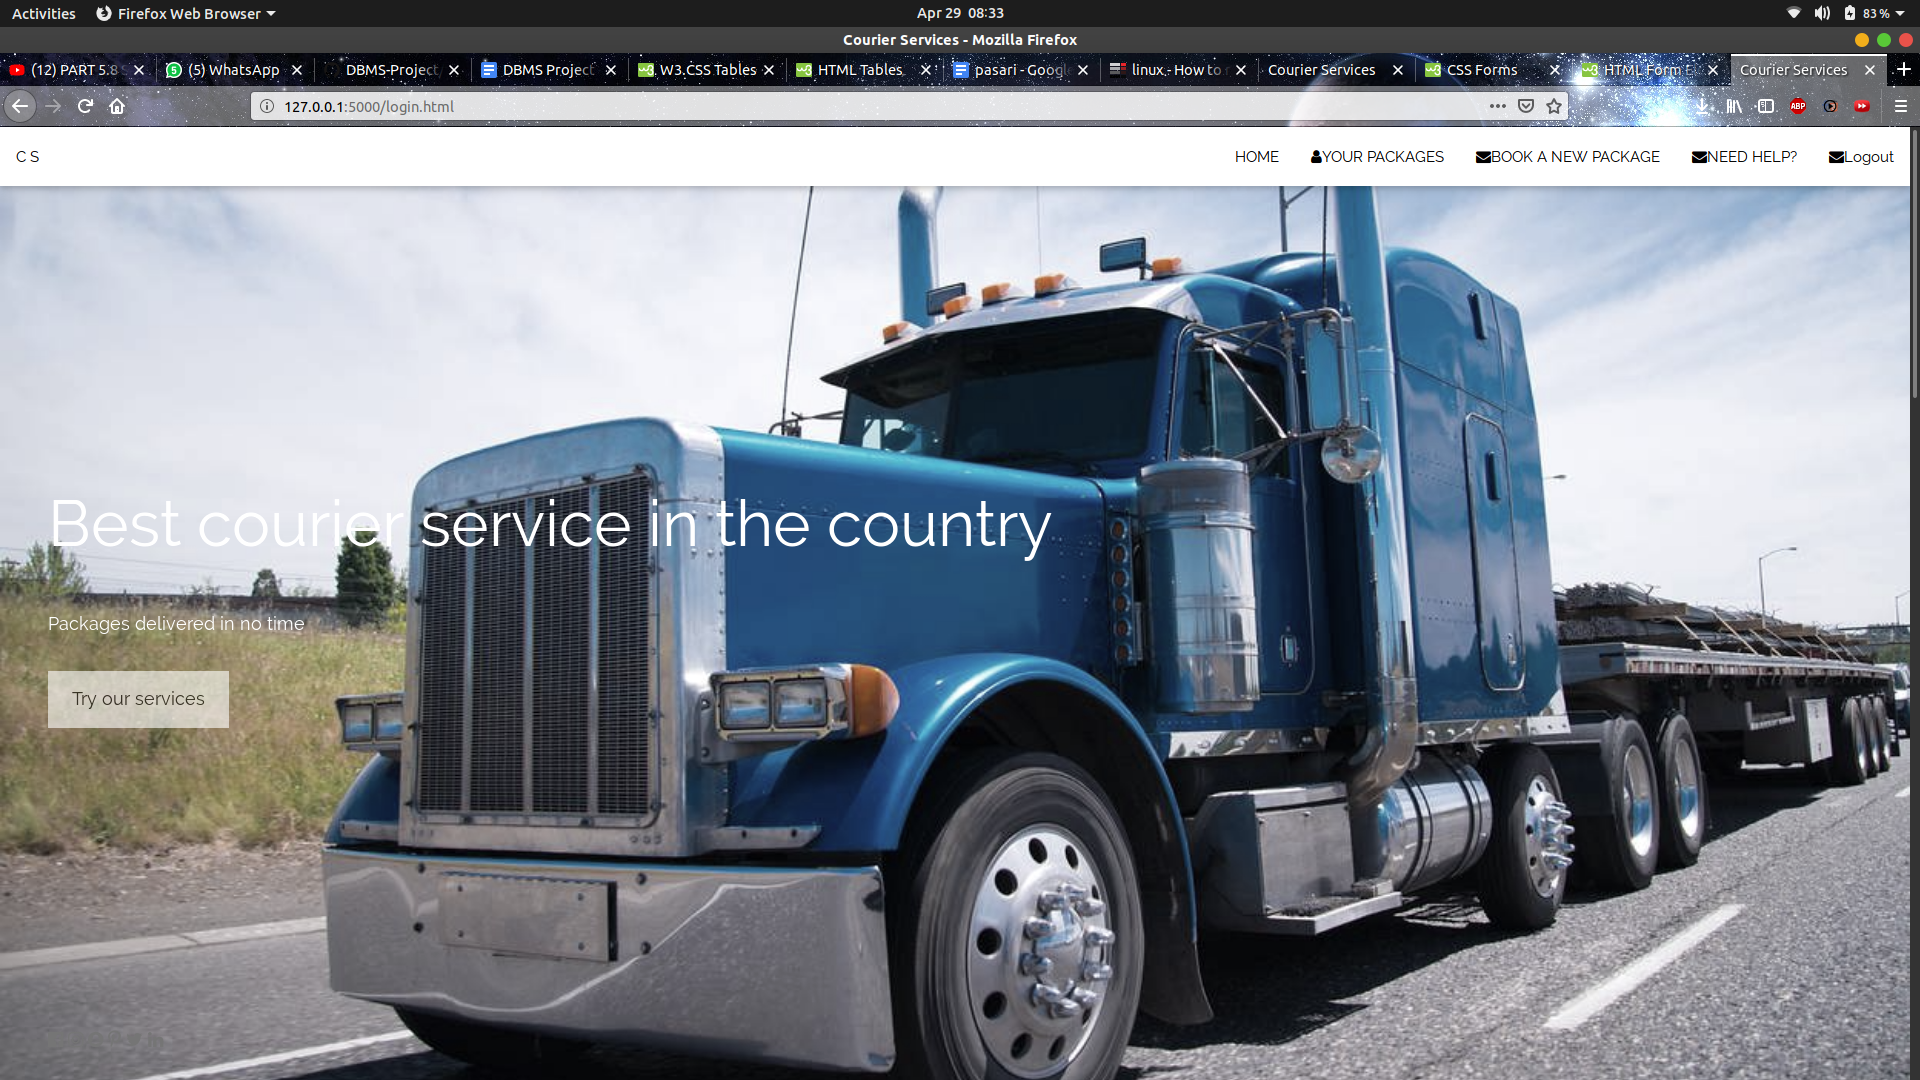 Activities Firefox Web Browser Apr 29 08:33 83 %
Courier Services - Mozilla Firefox
(12) PART 5.8 (5) WhatsApp DBMS-Project DBMS Project W3.CSS Tables HTML Tables pasari - Google linux - How to Courier Services CSS Forms HTML Form Courier Services
127.0.0.1:5000/login.html ABP
C S HOME YOUR PACKAGES BOOK A NEW PACKAGE NEED HELP? Logout
Best courier service in the country
Packages delivered in no time
Try our services